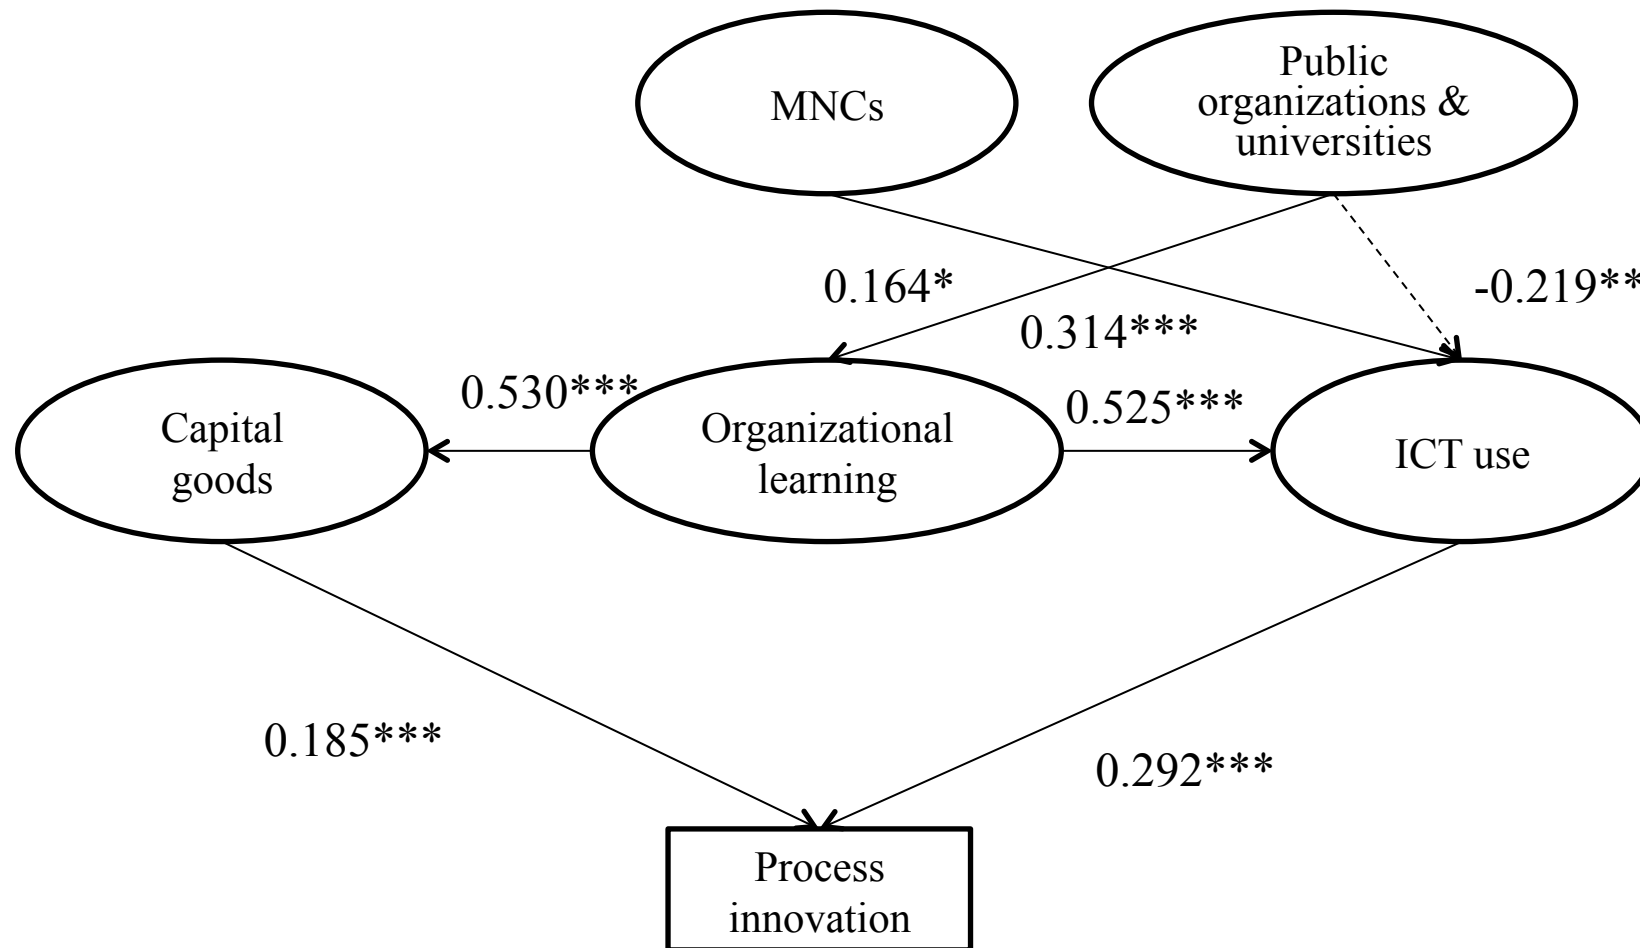 MNCs
Public
organizations &
universities
0.164*
-0.219**
0.314***
0.530***
0.525***
Capital
goods
Organizational
learning
ICT use
0.185***
0.292***
Process
innovation